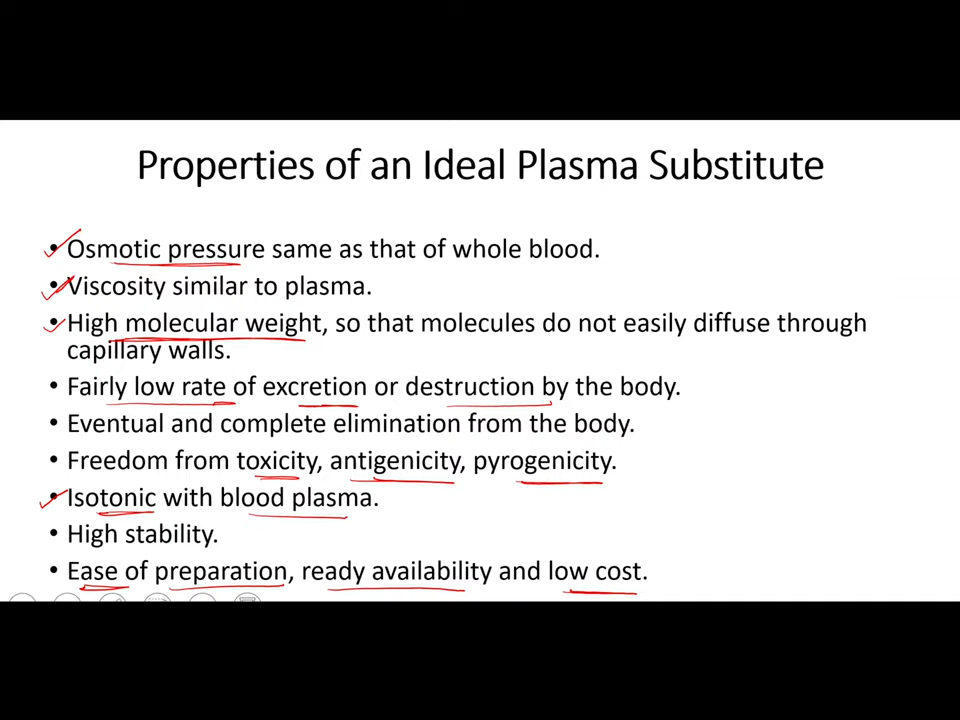 Properties of an Ideal Plasma Substitute
• Osmotic pressure same as that of whole blood.
• Viscosity similar to plasma.
• High molecular weight, so that molecules do not easily diffuse through
capillary walls.
• Fairly low rate of excretion or destruction by the body.
• Eventual and complete elimination from the body.
• Freedom from toxicity, antigenicity, pyrogenicity.
• Isotonic with blood plasma.
• High stability.
• Ease of preparation, ready availability and low cost.